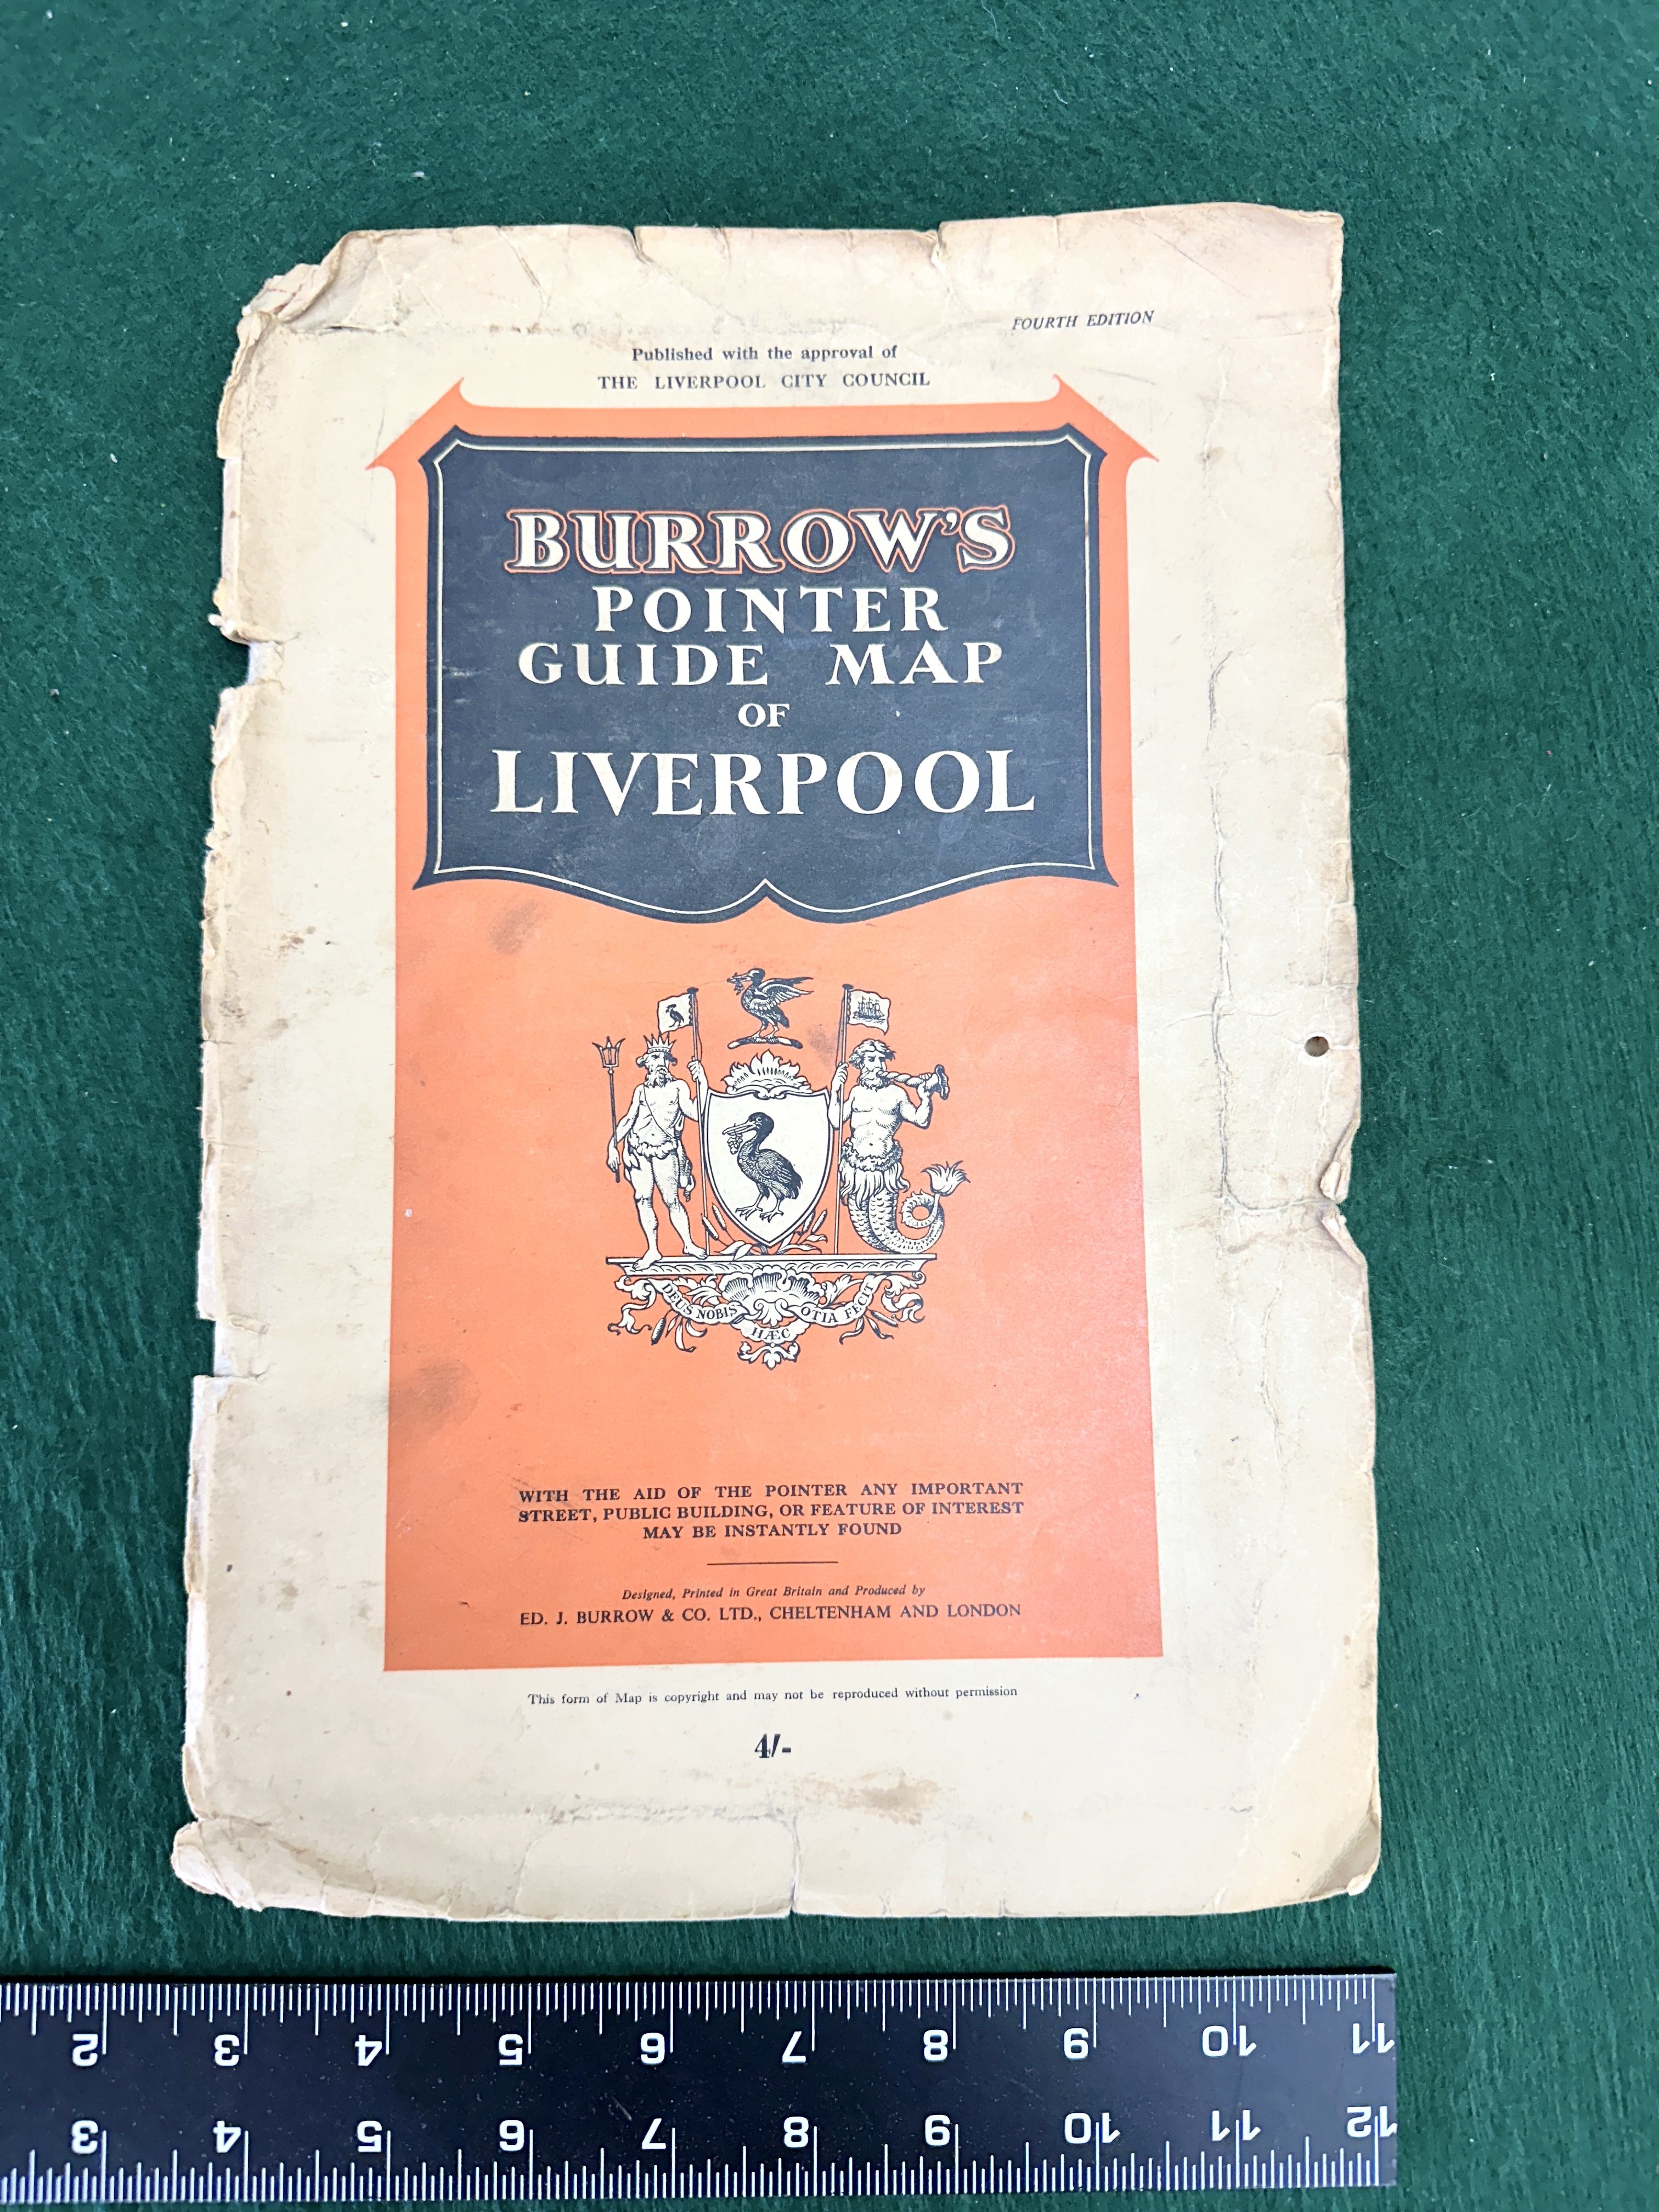 FOURTH EDITION
Published with the approval of
THE LIVERPOOL CITY COUNCIL
BURROW'S
POINTER
GUIDE MAP
OF
LIVERPOOL
DEUS NOBIS HÆC OTIA FECIT
WITH THE AID OF THE POINTER ANY IMPORTANT
STREET, PUBLIC BUILDING, OR FEATURE OF INTEREST
MAY BE INSTANTLY FOUND
Designed, Printed in Great Britain and Produced by
ED. J. BURROW & CO. LTD., CHELTENHAM AND LONDON
This form of Map is copyright and may not be reproduced without permission
4/-
2 3 4 5 6 7 8 9 10 11
3 4 5 6 7 8 9 10 11 12